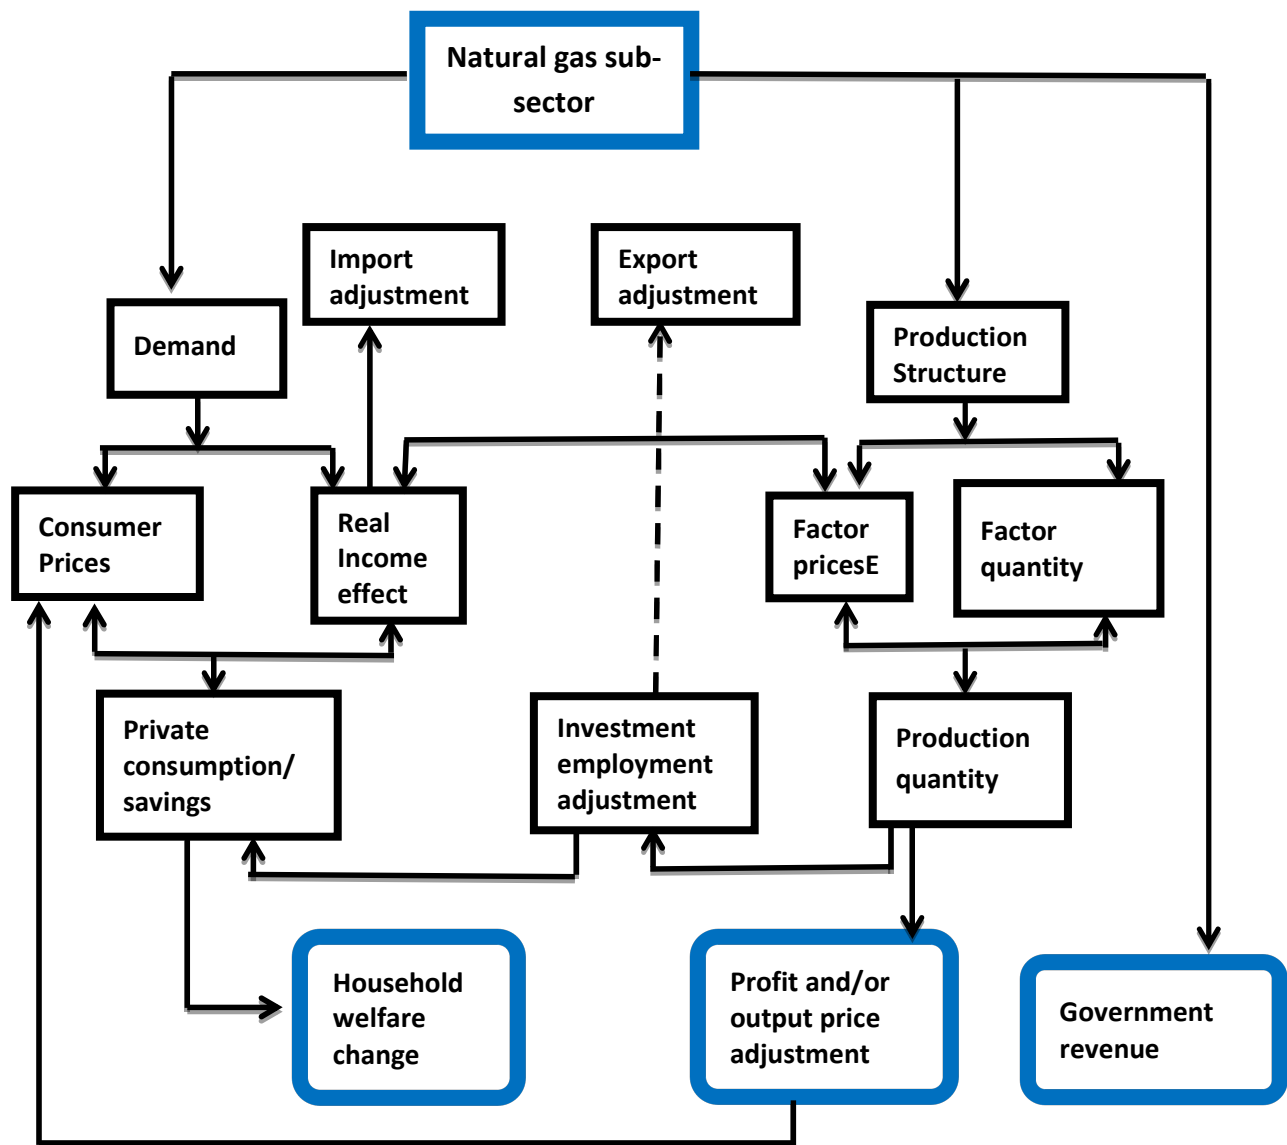 Natural gas sub-
sector
Import
adjustment
Export
adjustment
Demand
Production
Structure
Consumer
Prices
Real
Income
effect
Factor
pricesE
Factor
quantity
Private
consumption/
savings
Investment
employment
adjustment
Production
quantity
Household
welfare
change
Profit and/or
output price
adjustment
Government
revenue